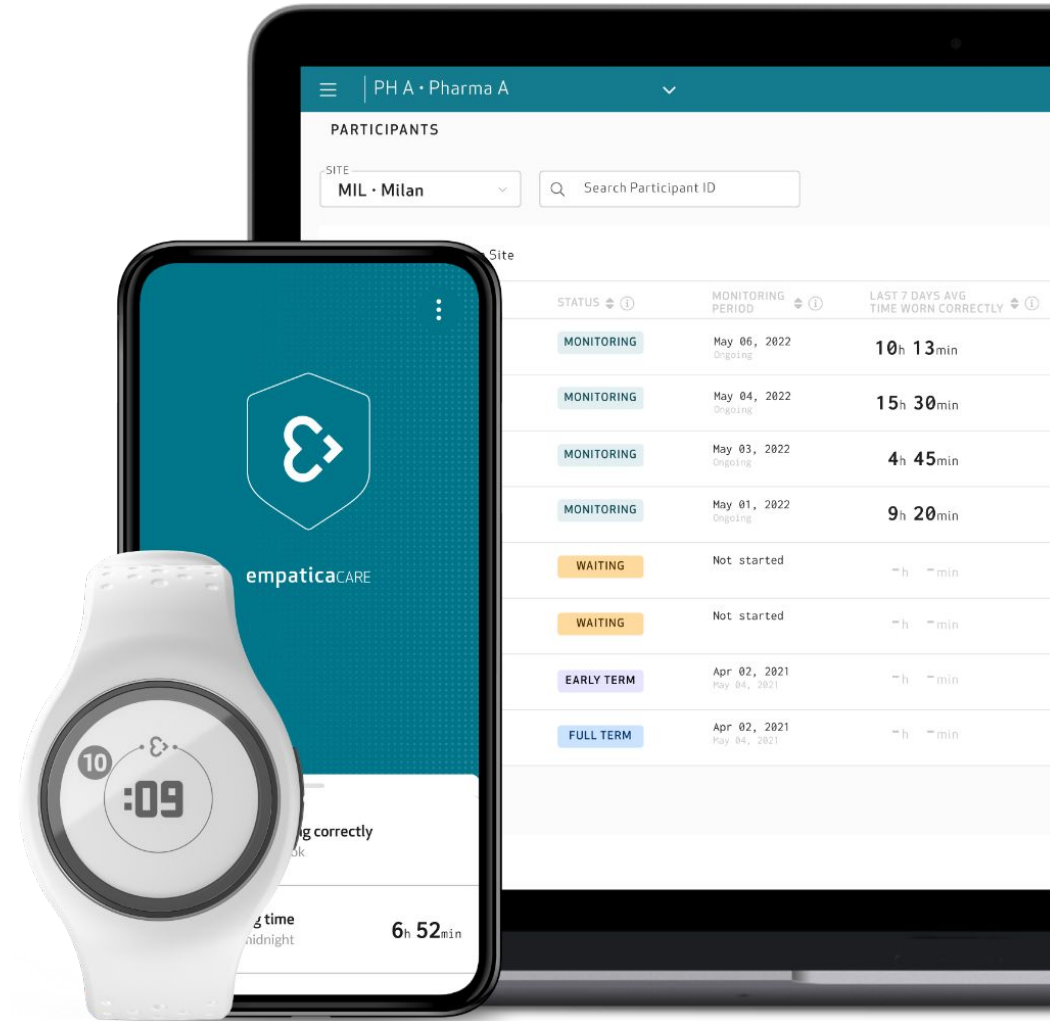 PH A • Pharma A
PARTICIPANTS
SITE
MIL • Milan
Search Participant ID
Site
STATUS
MONITORING PERIOD
LAST 7 DAYS AVG
TIME WORN CORRECTLY
MONITORING
May 06, 2022
Ongoing
10h 13min
MONITORING
May 04, 2022
Ongoing
15h 30min
MONITORING
May 03, 2022
Ongoing
4h 45min
MONITORING
May 01, 2022
Ongoing
9h 20min
WAITING
Not started
-h -min
WAITING
Not started
-h -min
EARLY TERM
Apr 02, 2021
May 04, 2021
-h -min
FULL TERM
Apr 02, 2021
May 04, 2021
-h -min
empaticaCARE
correctly
time
6h 52min
10
:09